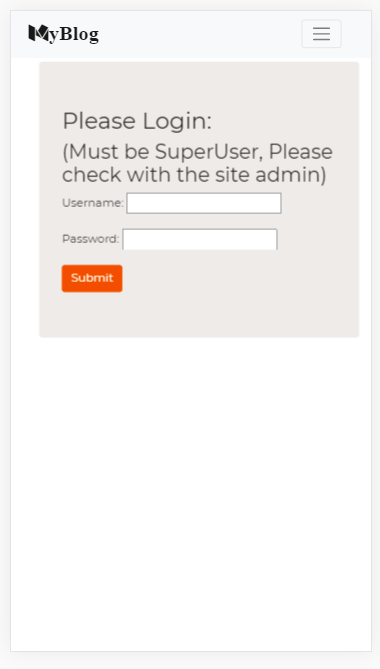 MyBlog
Please Login:
(Must be SuperUser, Please
check with the site admin)
Username:
Password:
Submit